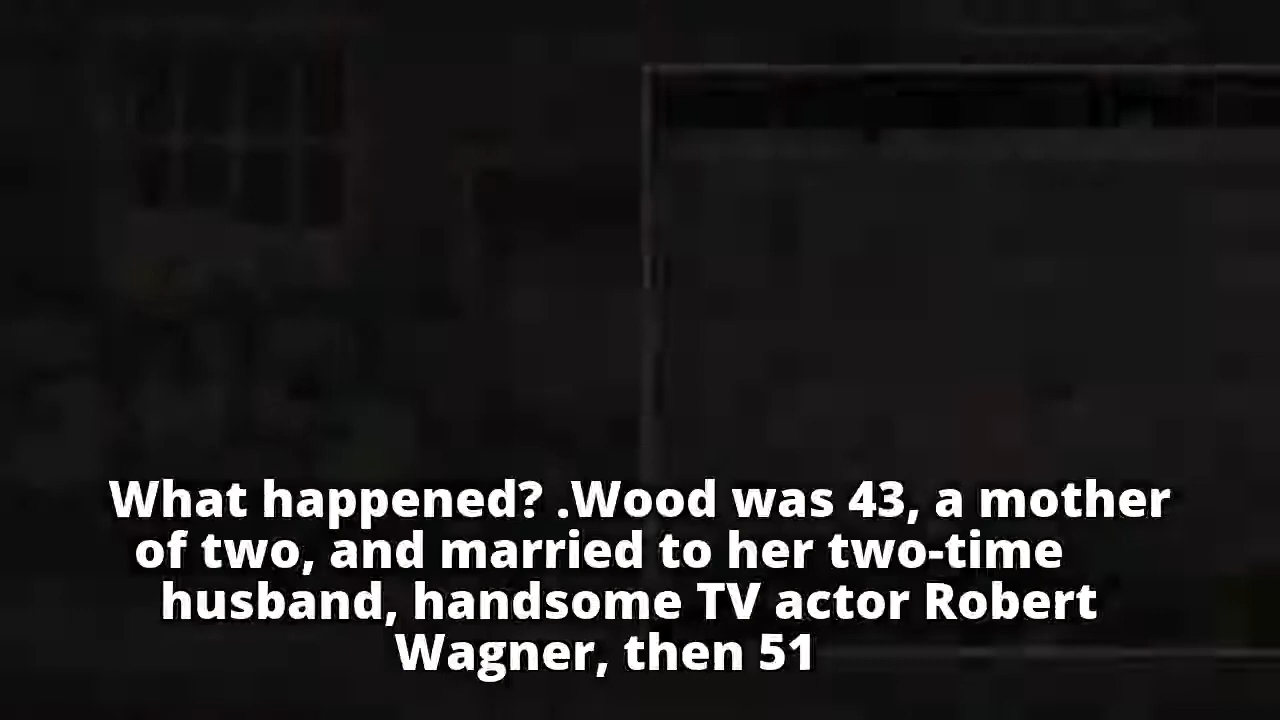 What happened? .Wood was 43, a mother
of two, and married to her two-time
husband, handsome TV actor Robert
Wagner, then 51